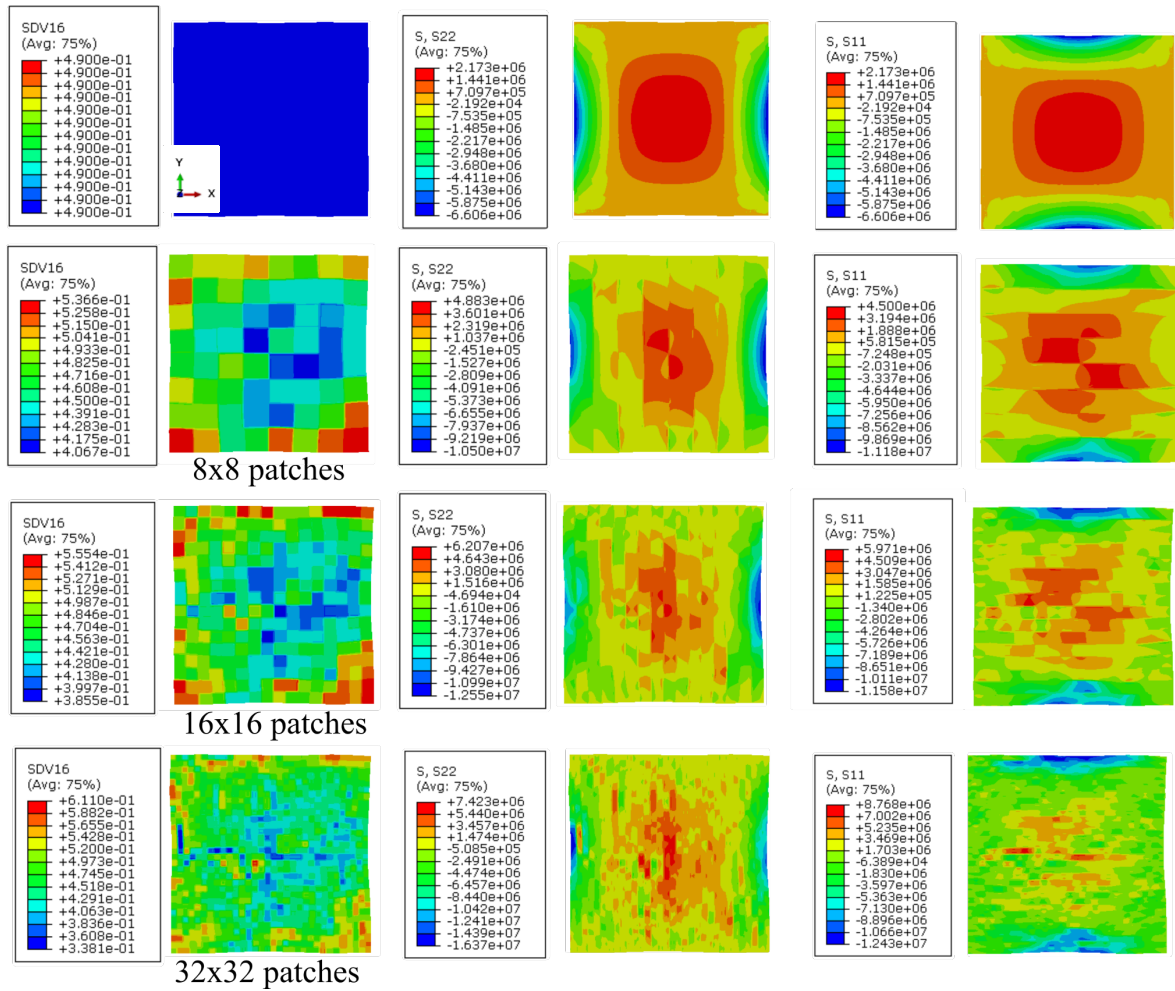 SDV16
(Avg: 75%)
+4.900e-01
+4.900e-01
+4.900e-01
+4.900e-01
+4.900e-01
+4.900e-01
+4.900e-01
+4.900e-01
+4.900e-01
+4.900e-01
+4.900e-01
+4.900e-01
+4.900e-01
Y
Z
X
S, S22
(Avg: 75%)
+2.173e+06
+1.441e+06
+7.097e+05
-2.192e+04
-7.535e+05
-1.485e+06
-2.217e+06
-2.948e+06
-3.680e+06
-4.411e+06
-5.143e+06
-5.875e+06
-6.606e+06
S, S11
(Avg: 75%)
+2.173e+06
+1.441e+06
+7.097e+05
-2.192e+04
-7.535e+05
-1.485e+06
-2.217e+06
-2.948e+06
-3.680e+06
-4.411e+06
-5.143e+06
-5.875e+06
-6.606e+06
SDV16
(Avg: 75%)
+5.366e-01
+5.258e-01
+5.150e-01
+5.041e-01
+4.933e-01
+4.825e-01
+4.716e-01
+4.608e-01
+4.500e-01
+4.391e-01
+4.283e-01
+4.175e-01
+4.067e-01
8x8 patches
S, S22
(Avg: 75%)
+4.883e+06
+3.601e+06
+2.319e+06
+1.037e+06
-2.451e+05
-1.527e+06
-2.809e+06
-4.091e+06
-5.373e+06
-6.655e+06
-7.937e+06
-9.219e+06
-1.050e+07
S, S11
(Avg: 75%)
+4.500e+06
+3.194e+06
+1.888e+06
+5.815e+05
-7.248e+05
-2.031e+06
-3.337e+06
-4.644e+06
-5.950e+06
-7.256e+06
-8.562e+06
-9.869e+06
-1.118e+07
SDV16
(Avg: 75%)
+5.554e-01
+5.412e-01
+5.271e-01
+5.129e-01
+4.987e-01
+4.846e-01
+4.704e-01
+4.563e-01
+4.421e-01
+4.280e-01
+4.138e-01
+3.997e-01
+3.855e-01
16x16 patches
S, S22
(Avg: 75%)
+6.207e+06
+4.643e+06
+3.080e+06
+1.516e+06
-4.694e+04
-1.610e+06
-3.174e+06
-4.737e+06
-6.301e+06
-7.864e+06
-9.427e+06
-1.099e+07
-1.255e+07
S, S11
(Avg: 75%)
+5.971e+06
+4.509e+06
+3.047e+06
+1.585e+06
+1.225e+05
-1.340e+06
-2.802e+06
-4.264e+06
-5.726e+06
-7.189e+06
-8.651e+06
-1.011e+07
-1.158e+07
SDV16
(Avg: 75%)
+6.110e-01
+5.882e-01
+5.655e-01
+5.428e-01
+5.200e-01
+4.973e-01
+4.745e-01
+4.518e-01
+4.291e-01
+4.063e-01
+3.836e-01
+3.608e-01
+3.381e-01
32x32 patches
S, S22
(Avg: 75%)
+7.423e+06
+5.440e+06
+3.457e+06
+1.474e+06
-5.085e+05
-2.491e+06
-4.474e+06
-6.457e+06
-8.440e+06
-1.042e+07
-1.241e+07
-1.439e+07
-1.637e+07
S, S11
(Avg: 75%)
+8.768e+06
+7.002e+06
+5.235e+06
+3.469e+06
+1.703e+06
-6.389e+04
-1.830e+06
-3.597e+06
-5.363e+06
-7.130e+06
-8.896e+06
-1.066e+07
-1.243e+07